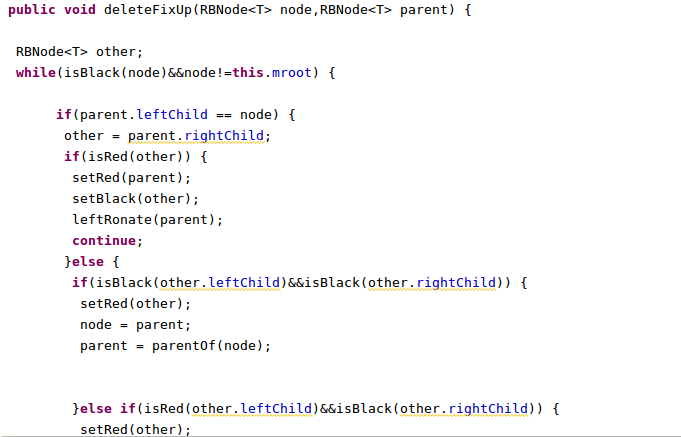 public void deleteFixUp(RBNode<T> node,RBNode<T> parent) {
RBNode<T> other;
while(isBlack(node)&&node!=this.mroot) {
if(parent.leftChild == node) {
other = parent.rightChild;
if(isRed(other)) {
setRed(parent);
setBlack(other);
leftRonate(parent);
continue;
}else {
if(isBlack(other.leftChild)&&isBlack(other.rightChild)) {
setRed(other);
node = parent;
parent = parentOf(node);
}else if(isRed(other.leftChild)&&isBlack(other.rightChild)) {
setRed(other);